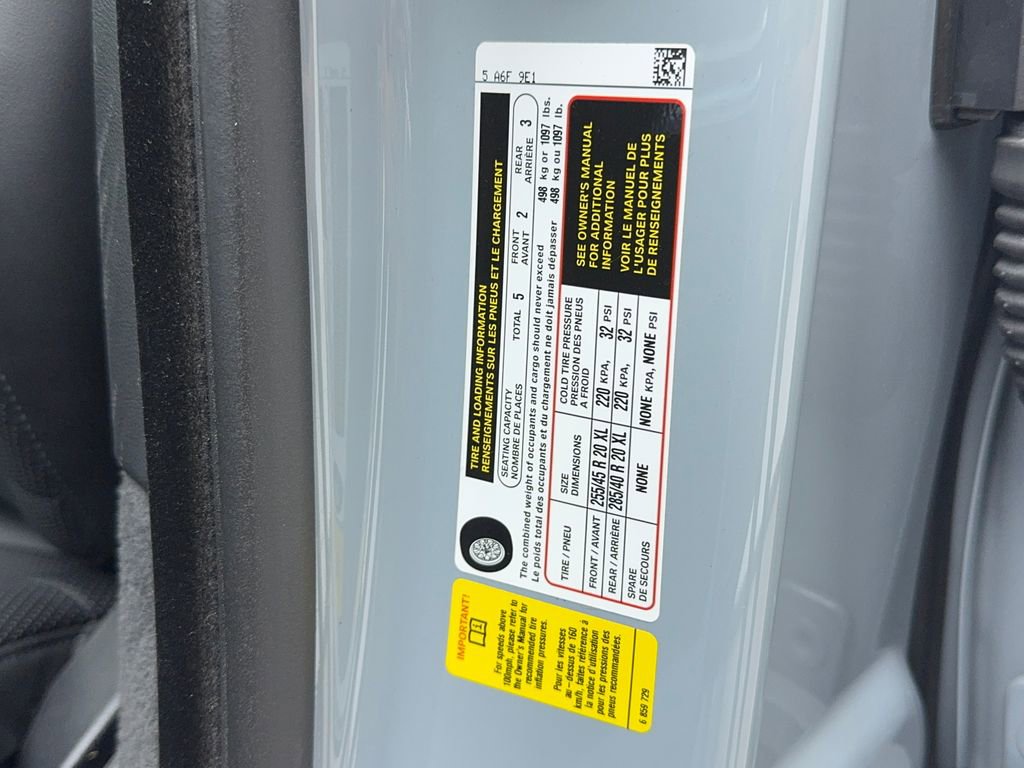 5 A6F 9E1
TIRE AND LOADING INFORMATION
RENSEIGNEMENTS SUR LES PNEUS ET LE CHARGEMENT
SEATING CAPACITY
NOMBRE DE PLACES
TOTAL 5
FRONT
AVANT 2
REAR
ARRIÈRE 3
The combined weight of occupants and cargo should never exceed 498 kg or 1097 lbs.
Le poids total des occupants et du chargement ne doit jamais dépasser 498 kg ou 1097 lb.
TIRE / PNEU
SIZE
DIMENSIONS
COLD TIRE PRESSURE
PRESSION DES PNEUS
A FROID
FRONT / AVANT 255/45 R 20 XL 220 KPA, 32 PSI
REAR / ARRIÈRE 285/40 R 20 XL 220 KPA, 32 PSI
SPARE
DE SECOURS
NONE NONE KPA, NONE PSI
SEE OWNER'S MANUAL
FOR ADDITIONAL
INFORMATION
VOIR LE MANUEL DE
L'USAGER POUR PLUS
DE RENSEIGNEMENTS
IMPORTANT!
i
For speeds above
100mph, please refer to
the Owner's Manual for
recommended tire
inflation pressures.
Pour les vitesses
au-dessus de 160
km/h, faites référence à
la notice d'utilisation
pour les pressions des
pneus recommandées.
6 859 729